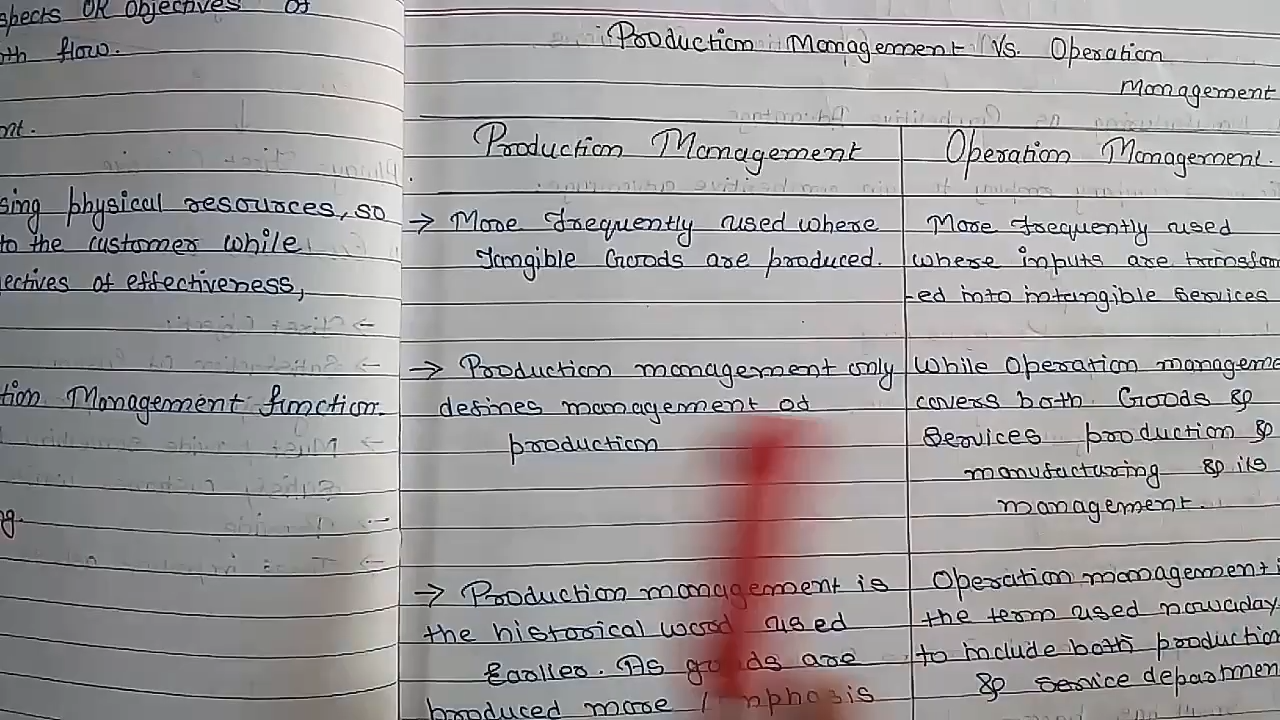 spects OR Objectives Of
oth flow.
nt.
sing physical resources, so
to the customer while
ectives of effectiveness,
tion Management function.
g.
Production Management Vs. Operation
Management
Production Management
Operation Management.
→ More frequently used where
Tangible Goods are produced.
More frequently used
where inputs are transfom
-ed into intangible services
→ Production management only
defines management of
production
While Operation manageme
covers both Goods &
Services production &
manufacturing & its
management.
→ Production management is
the historical word used
Earlier. As goods are
produced more emphasis
Operation management i
the term used nowaday
to include both production
& service departmen